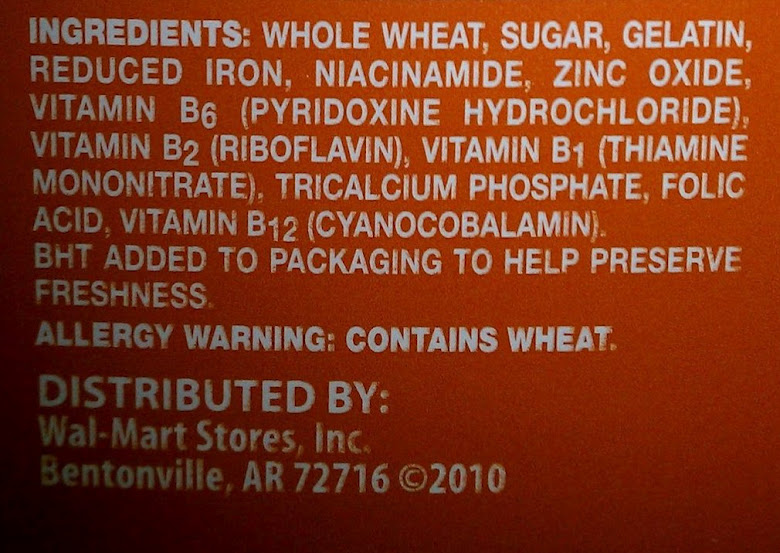 INGREDIENTS: WHOLE WHEAT, SUGAR, GELATIN,
REDUCED IRON, NIACINAMIDE, ZINC OXIDE,
VITAMIN B6 (PYRIDOXINE HYDROCHLORIDE),
VITAMIN B2 (RIBOFLAVIN), VITAMIN B1 (THIAMINE
MONONITRATE), TRICALCIUM PHOSPHATE, FOLIC
ACID, VITAMIN B12 (CYANOCOBALAMIN).
BHT ADDED TO PACKAGING TO HELP PRESERVE
FRESHNESS.
ALLERGY WARNING: CONTAINS WHEAT.
DISTRIBUTED BY:
Wal-Mart Stores, Inc.
Bentonville, AR 72716 ©2010